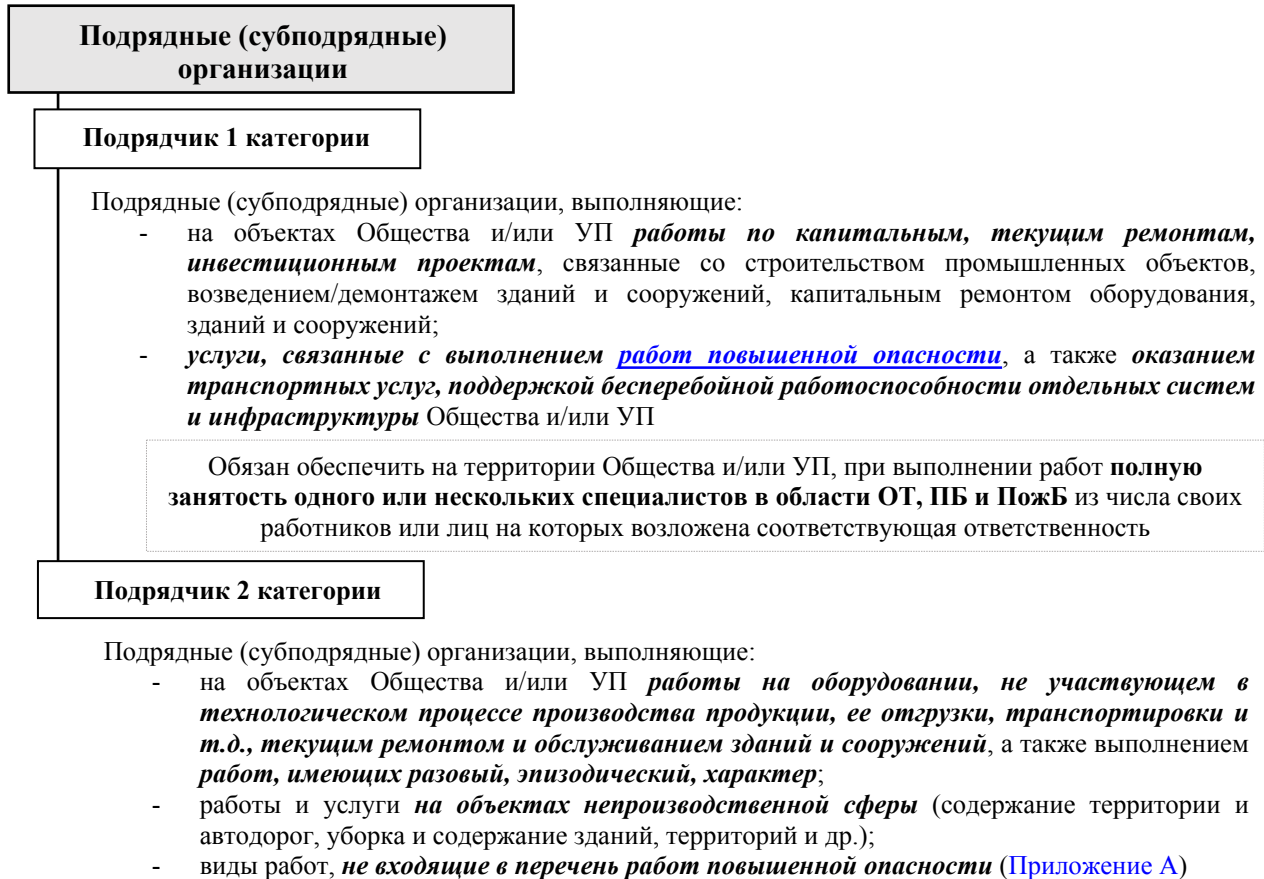 Подрядные (субподрядные)
организации
Подрядчик 1 категории
Подрядные (субподрядные) организации, выполняющие:
- на объектах Общества и/или УП работы по капитальным, текущим ремонтам,
инвестиционным проектам, связанные со строительством промышленных объектов,
возведением/демонтажем зданий и сооружений, капитальным ремонтом оборудования,
зданий и сооружений;
- услуги, связанные с выполнением работ повышенной опасности, а также оказанием
транспортных услуг, поддержкой бесперебойной работоспособности отдельных систем
и инфраструктуры Общества и/или УП
Обязан обеспечить на территории Общества и/или УП, при выполнении работ полную
занятость одного или нескольких специалистов в области ОТ, ПБ и ПожБ из числа своих
работников или лиц на которых возложена соответствующая ответственность
Подрядчик 2 категории
Подрядные (субподрядные) организации, выполняющие:
- на объектах Общества и/или УП работы на оборудовании, не участвующем в
технологическом процессе производства продукции, ее отгрузки, транспортировки и
т.д., текущим ремонтом и обслуживанием зданий и сооружений, а также выполнением
работ, имеющих разовый, эпизодический, характер;
- работы и услуги на объектах непроизводственной сферы (содержание территории и
автодорог, уборка и содержание зданий, территорий и др.);
- виды работ, не входящие в перечень работ повышенной опасности (Приложение А)